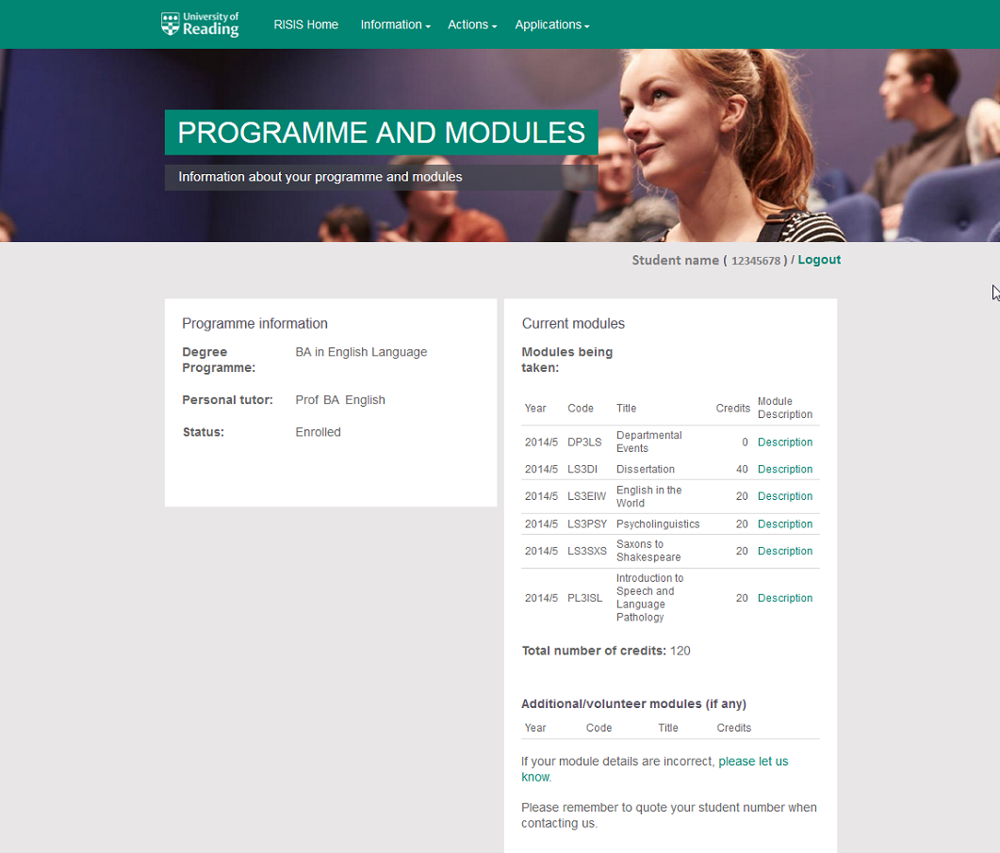 University of
Reading
RISIS Home Information Actions Applications
PROGRAMME AND MODULES
Information about your programme and modules
Student name ( 12345678 ) / Logout
Programme information
Degree
Programme:
BA in English Language
Personal tutor: Prof BA English
Status: Enrolled
Current modules
Modules being
taken:
Year Code Title Credits Module
Description
2014/5 DP3LS Departmental
Events 0 Description
2014/5 LS3DI Dissertation 40 Description
2014/5 LS3EIW English in the
World 20 Description
2014/5 LS3PSY Psycholinguistics 20 Description
2014/5 LS3SXS Saxons to
Shakespeare 20 Description
2014/5 PL3ISL Introduction to
Speech and
Language
Pathology 20 Description
Total number of credits: 120
Additional/volunteer modules (if any)
Year Code Title Credits
If your module details are incorrect, please let us
know.
Please remember to quote your student number when
contacting us.